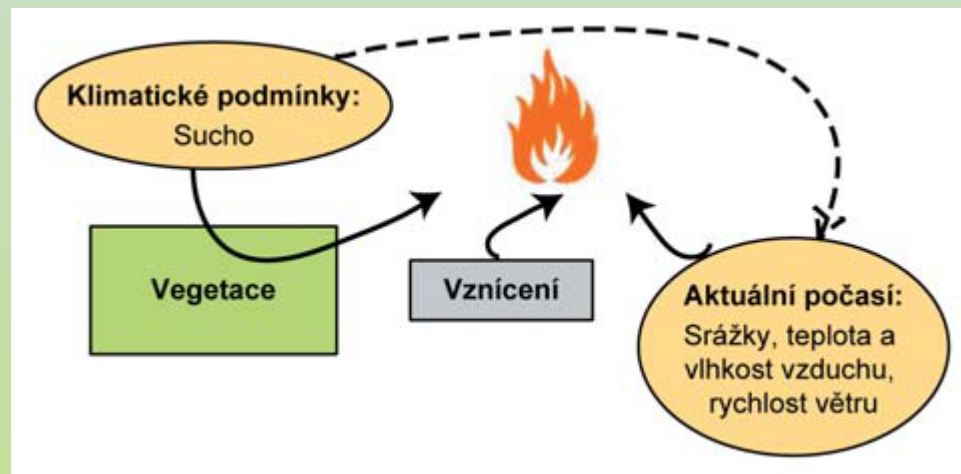 Klimatické podmínky:
Sucho
Vegetace
Vznícení
Aktuální počasí:
Srážky, teplota a
vlhkost vzduchu,
rychlost větru